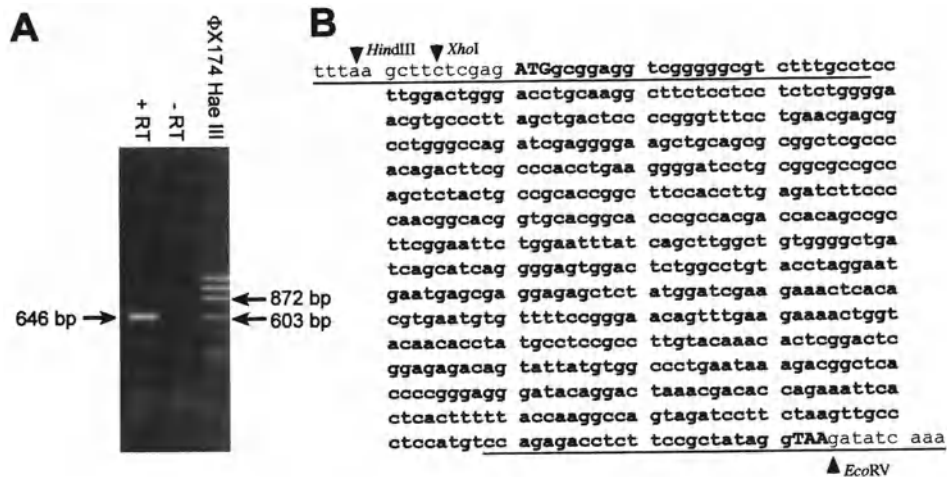 A
B
ΦX174 Hae III
- RT
+ RT
872 bp
603 bp
646 bp
HindIII XhoI
tttaa gcttctcgag ATGgcggagg tcgggggcgt ctttgcctcc
ttggactggg acctgcaagg cttctcctcc tctctgggga
acgtgccctt agctgactcc ccgggtttcc tgaacgagcg
cctgggccag atcgagggga agctgcagcg cggctcgccc
acagacttcg cccacctgaa ggggatcctg cggcgccgcc
agctctactg ccgcaccggc ttccaccttg agatcttccc
caacggcacg gtgcacggca cccgccacga ccacagccgc
ttcggaattc tggaatttat cagcttggct gtggggctga
tcagcatcag gggagtggac tctggcctgt acctaggaat
gaatgagcga ggagagctct atggatcgaa gaaactcaca
cgtgaatgtg ttttccggga acagtttgaa gaaaactggt
acaacaccta tgcctccgcc ttgtacaaac actcggactc
ggagagacag tattatgtgg ccctgaataa agacggctca
ccccgggagg gatacaggac taaacgacac cagaaattca
ctcacttttt accaaggcca gtagatcctt ctaagttgcc
ctccatgtcc agagacctct tccgctatag gTAAgatatc aaa
EcoRV